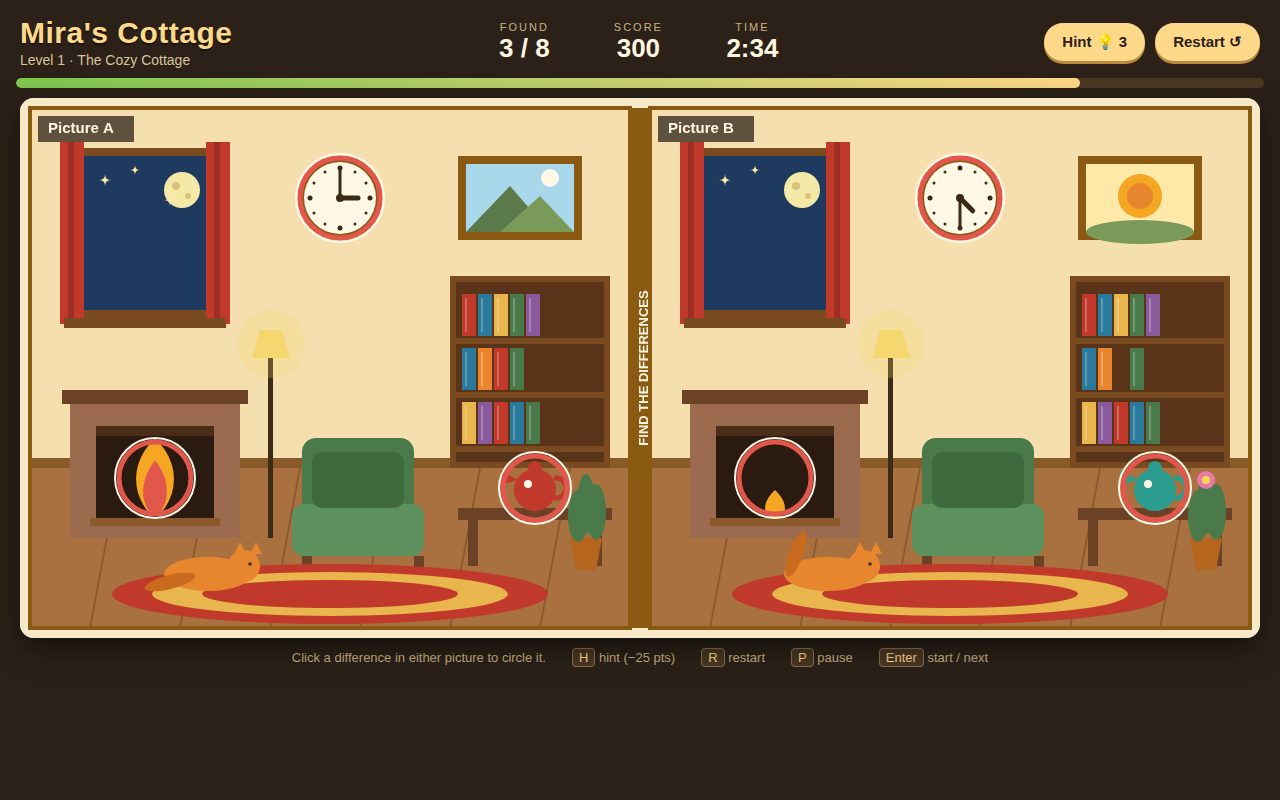 Mira's Cottage
Level 1 · The Cozy Cottage
FOUND
3 / 8
SCORE
300
TIME
2:34
Hint 💡 3
Restart ↺
Picture A
Picture B
FIND THE DIFFERENCES
Click a difference in either picture to circle it.
H hint (−25 pts)
R restart
P pause
Enter start / next